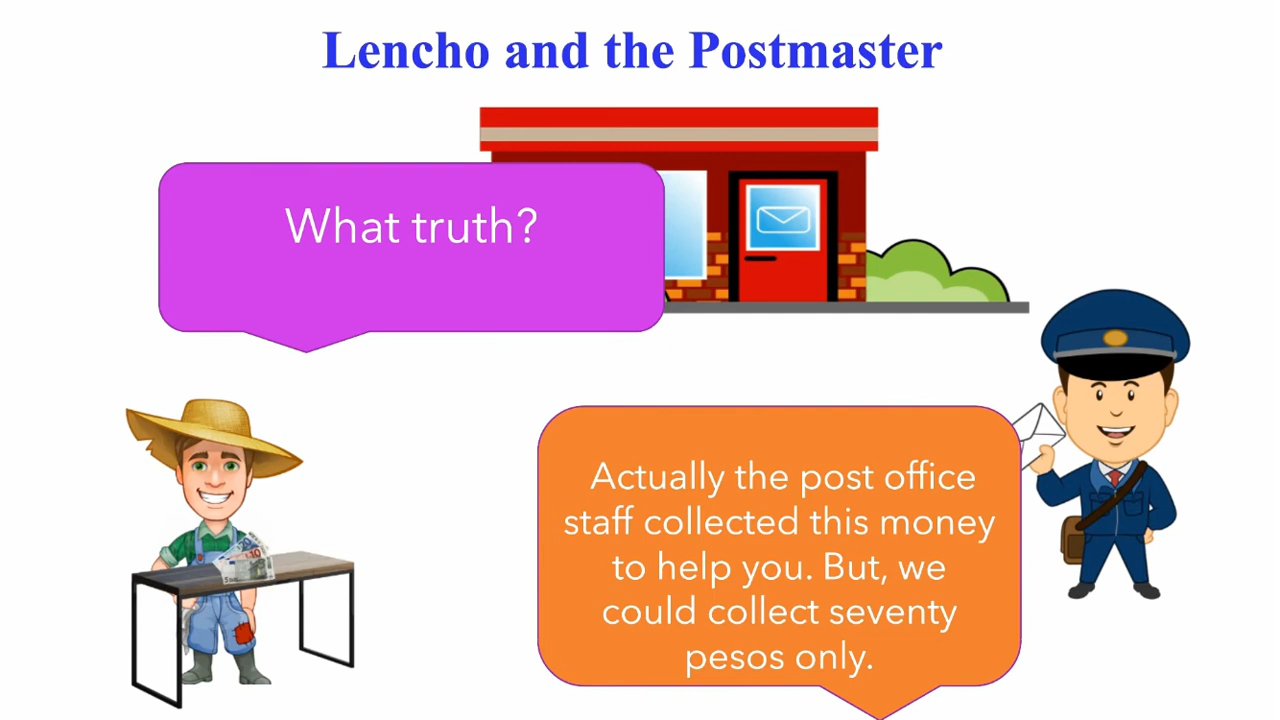 Lencho and the Postmaster
What truth?
Actually the post office
staff collected this money
to help you. But, we
could collect seventy
pesos only.